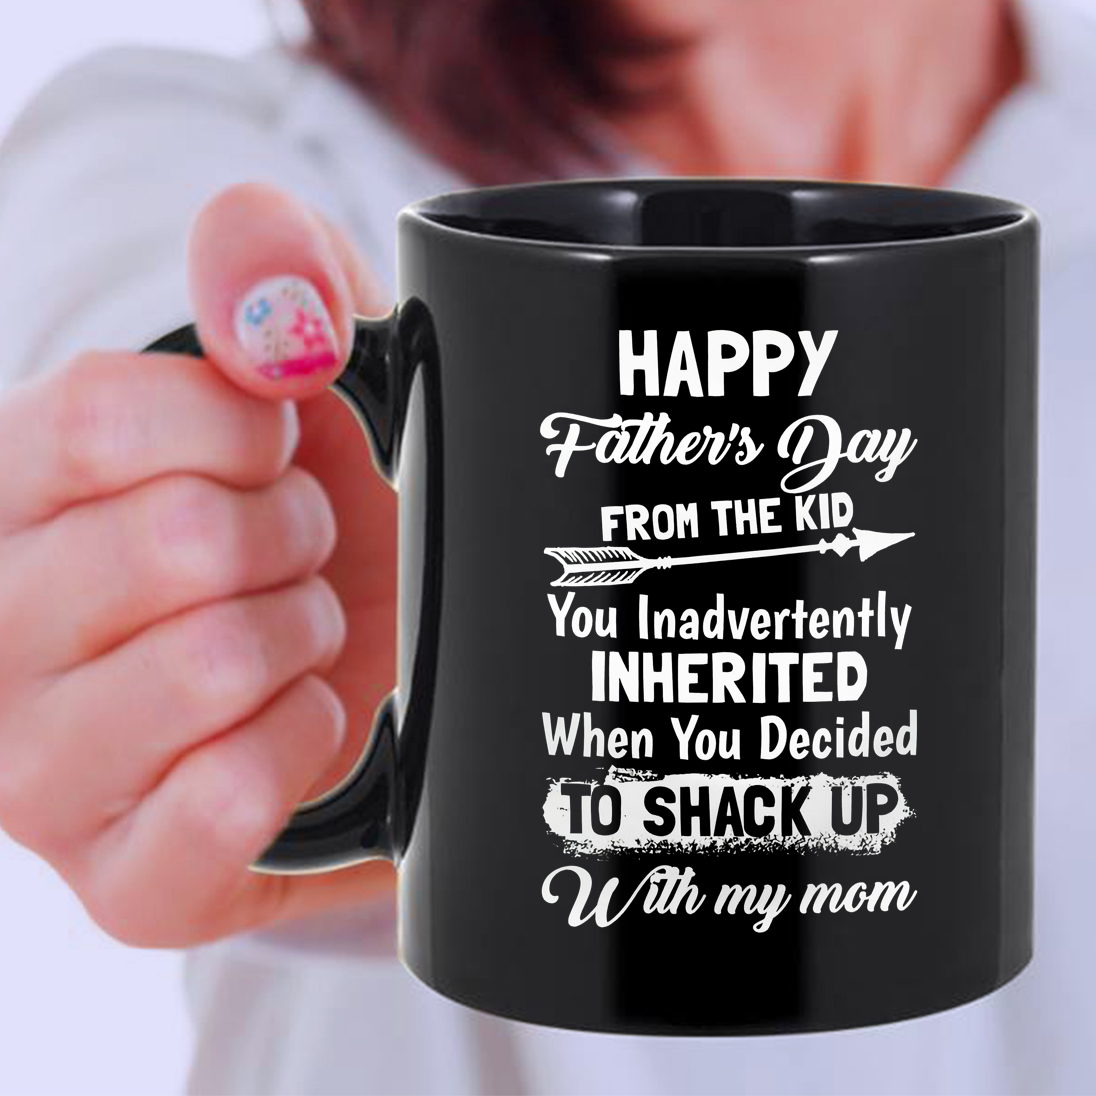 HAPPY
Father's Day
FROM THE KID
You Inadvertently
INHERITED
When You Decided
TO SHACK UP
With my mom